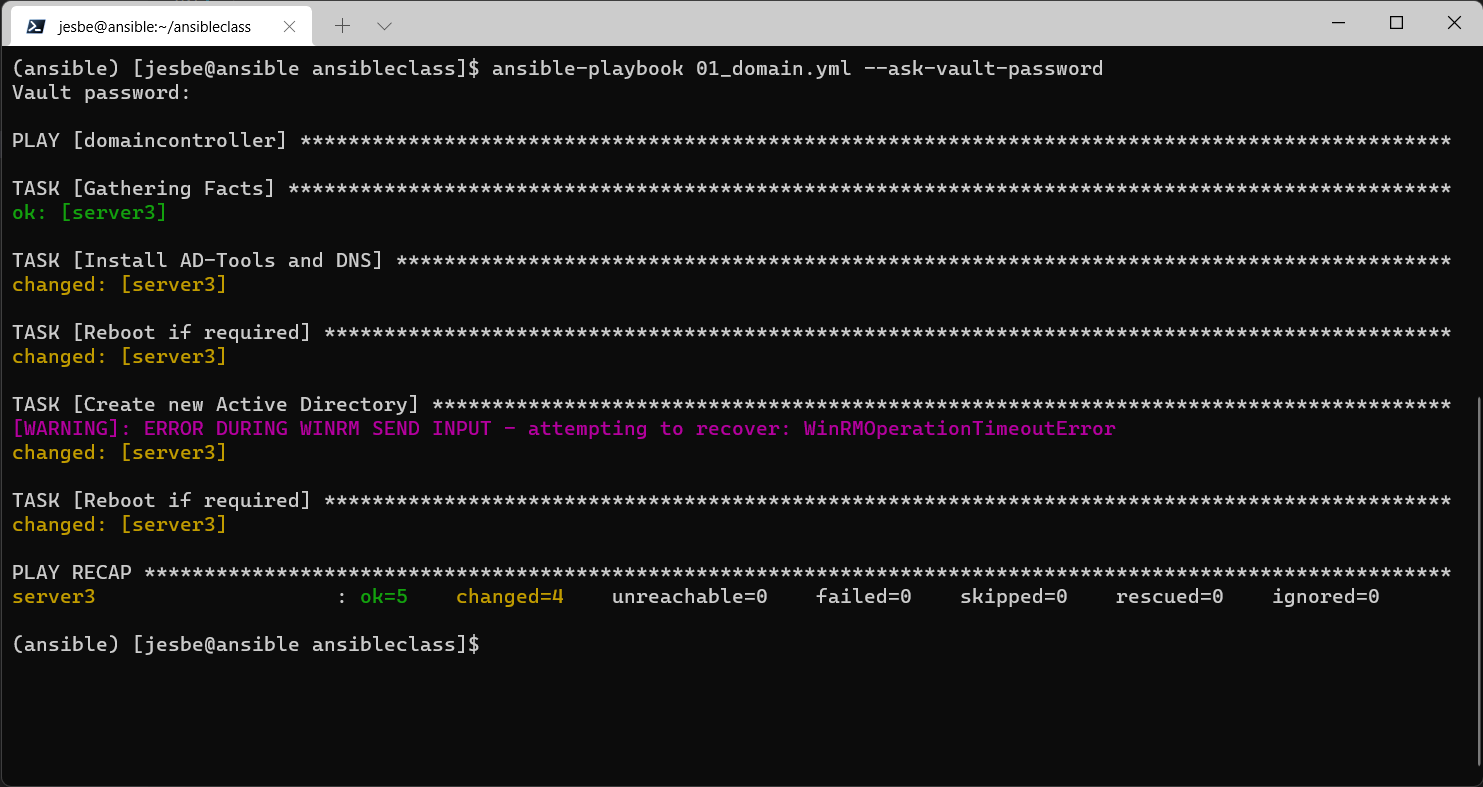 jesbe@ansible:~/ansibleclass
(ansible) [jesbe@ansible ansibleclass]$ ansible-playbook 01_domain.yml --ask-vault-password
Vault password:
PLAY [domaincontroller] ************************************************************************************************
TASK [Gathering Facts] *************************************************************************************************
ok: [server3]
TASK [Install AD-Tools and DNS] ****************************************************************************************
changed: [server3]
TASK [Reboot if required] **********************************************************************************************
changed: [server3]
TASK [Create new Active Directory] *************************************************************************************
[WARNING]: ERROR DURING WINRM SEND INPUT - attempting to recover: WinRMOperationTimeoutError
changed: [server3]
TASK [Reboot if required] **********************************************************************************************
changed: [server3]
PLAY RECAP *************************************************************************************************************
server3                    : ok=5    changed=4    unreachable=0    failed=0    skipped=0    rescued=0    ignored=0
(ansible) [jesbe@ansible ansibleclass]$